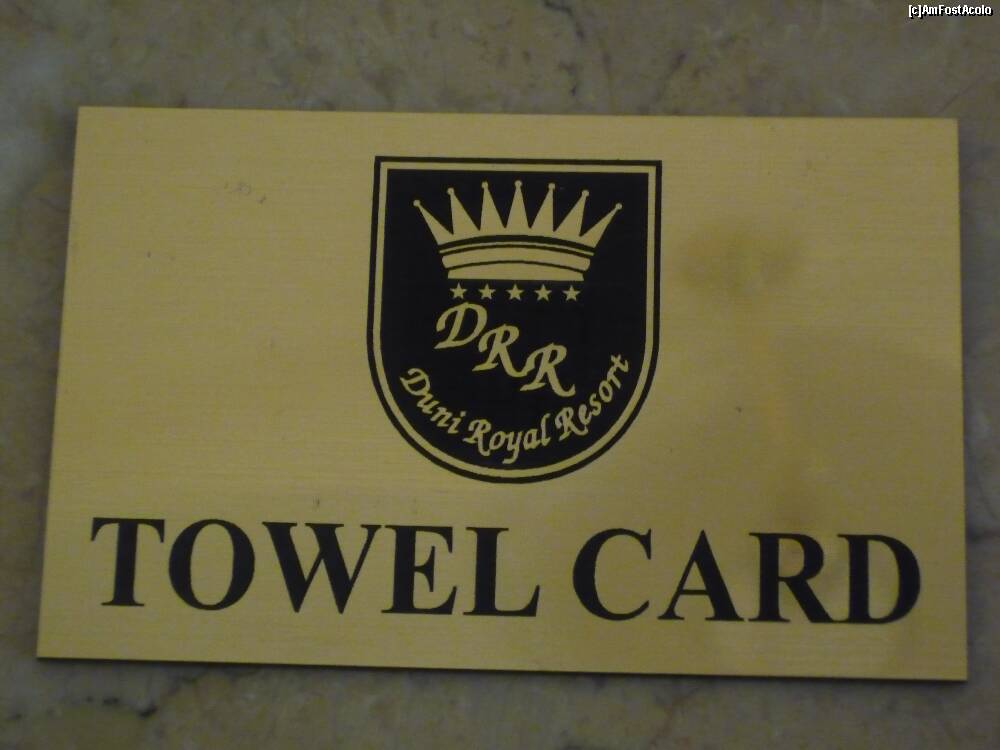 [c]AmFostAcolo
DRR
Duni Royal Resort
TOWEL CARD